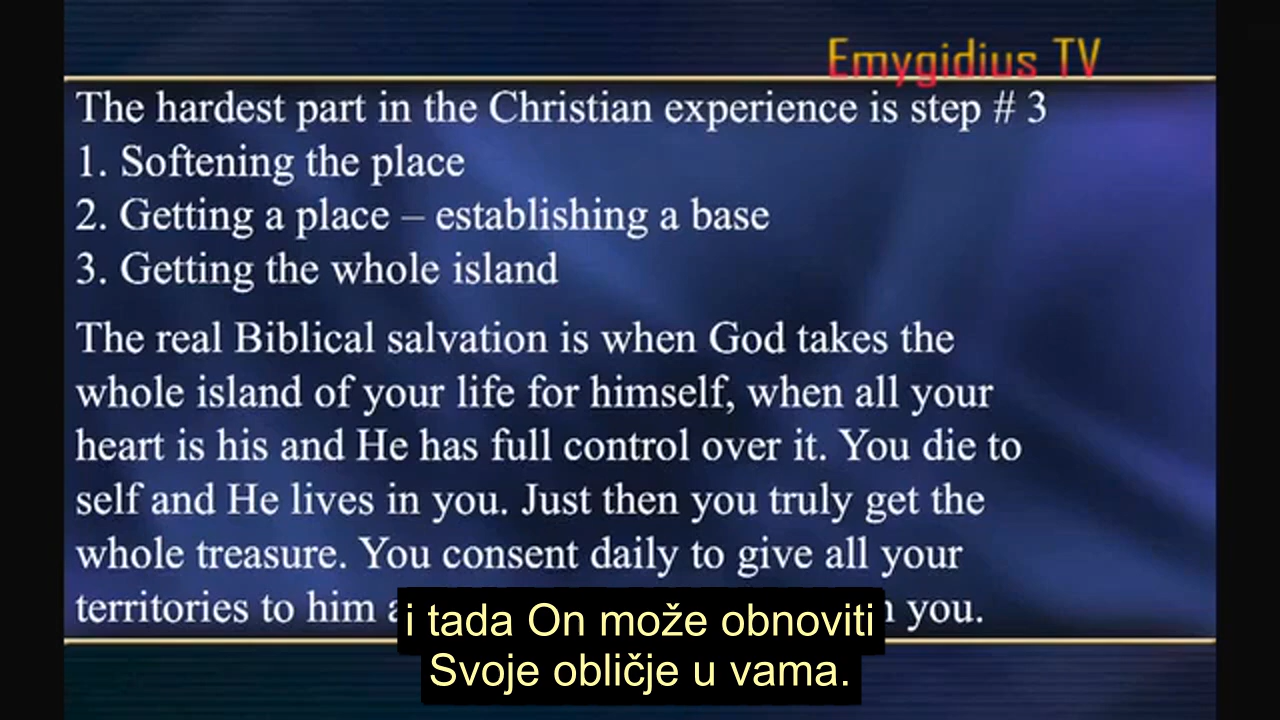 Emygidius TV
The hardest part in the Christian experience is step # 3
1. Softening the place
2. Getting a place – establishing a base
3. Getting the whole island
The real Biblical salvation is when God takes the
whole island of your life for himself, when all your
heart is his and He has full control over it. You die to
self and He lives in you. Just then you truly get the
whole treasure. You consent daily to give all your
territories to him you.
i tada On može obnoviti
Svoje obličje u vama.